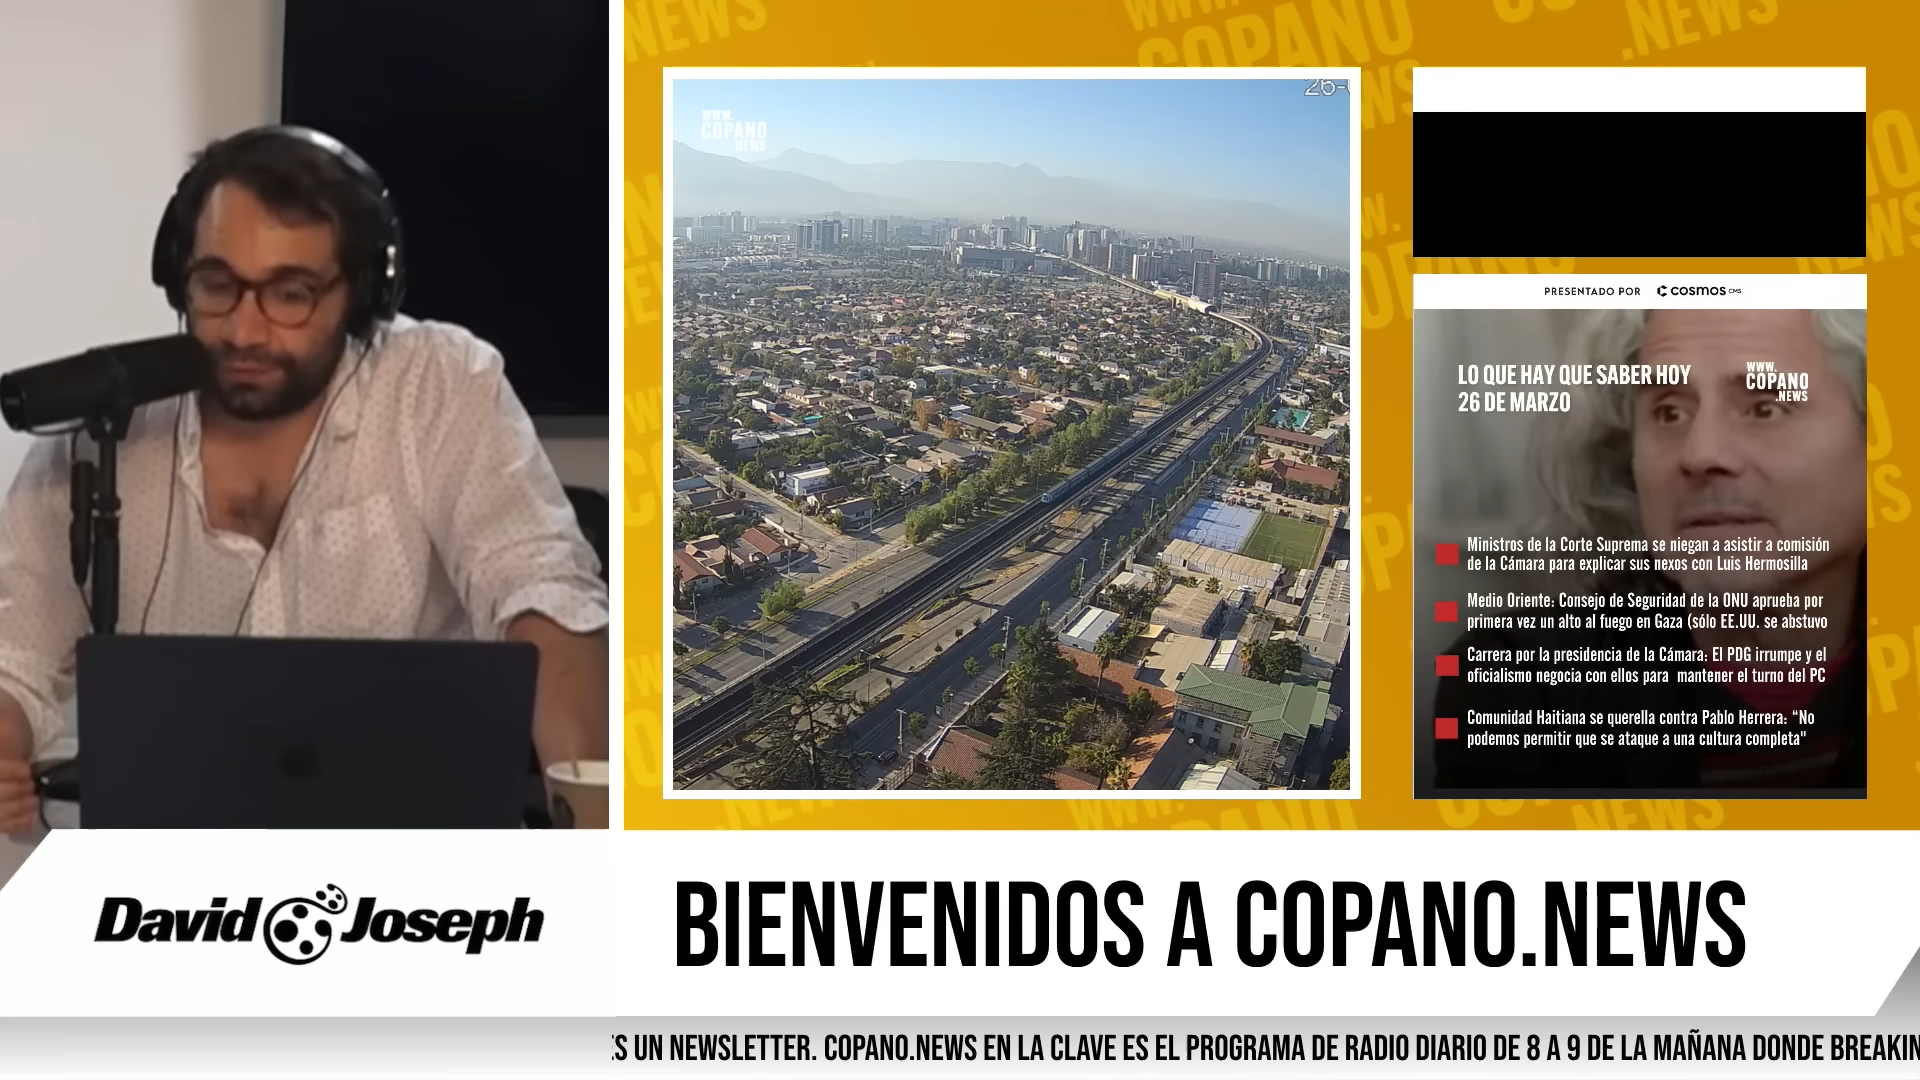 26-
WWW.
COPANO
NEWS
PRESENTADO POR COSMOS CMS
LO QUE HAY QUE SABER HOY
26 DE MARZO
WWW.
COPANO
.NEWS
Ministros de la Corte Suprema se niegan a asistir a comisión
de la Cámara para explicar sus nexos con Luis Hermosilla
Medio Oriente: Consejo de Seguridad de la ONU aprueba por
primera vez un alto al fuego en Gaza (sólo EE.UU. se abstuvo
Carrera por la presidencia de la Cámara: El PDG irrumpe y el
oficialismo negocia con ellos para mantener el turno del PC
Comunidad Haitiana se querella contra Pablo Herrera: “No
podemos permitir que se ataque a una cultura completa"
David Joseph
BIENVENIDOS A COPANO.NEWS
ES UN NEWSLETTER. COPANO.NEWS EN LA CLAVE ES EL PROGRAMA DE RADIO DIARIO DE 8 A 9 DE LA MAÑANA DONDE BREAKIN